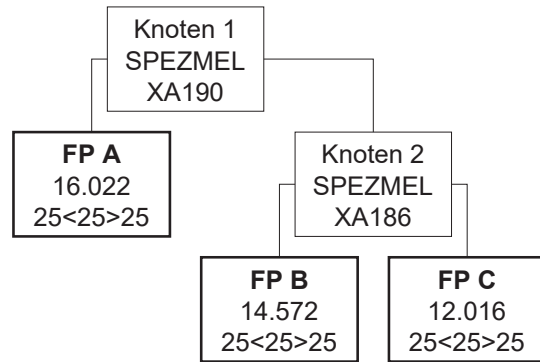 Knoten 1
SPEZMEL
XA190
FP A
16.022
25<25>25
Knoten 2
SPEZMEL
XA186
FP B
14.572
25<25>25
FP C
12.016
25<25>25